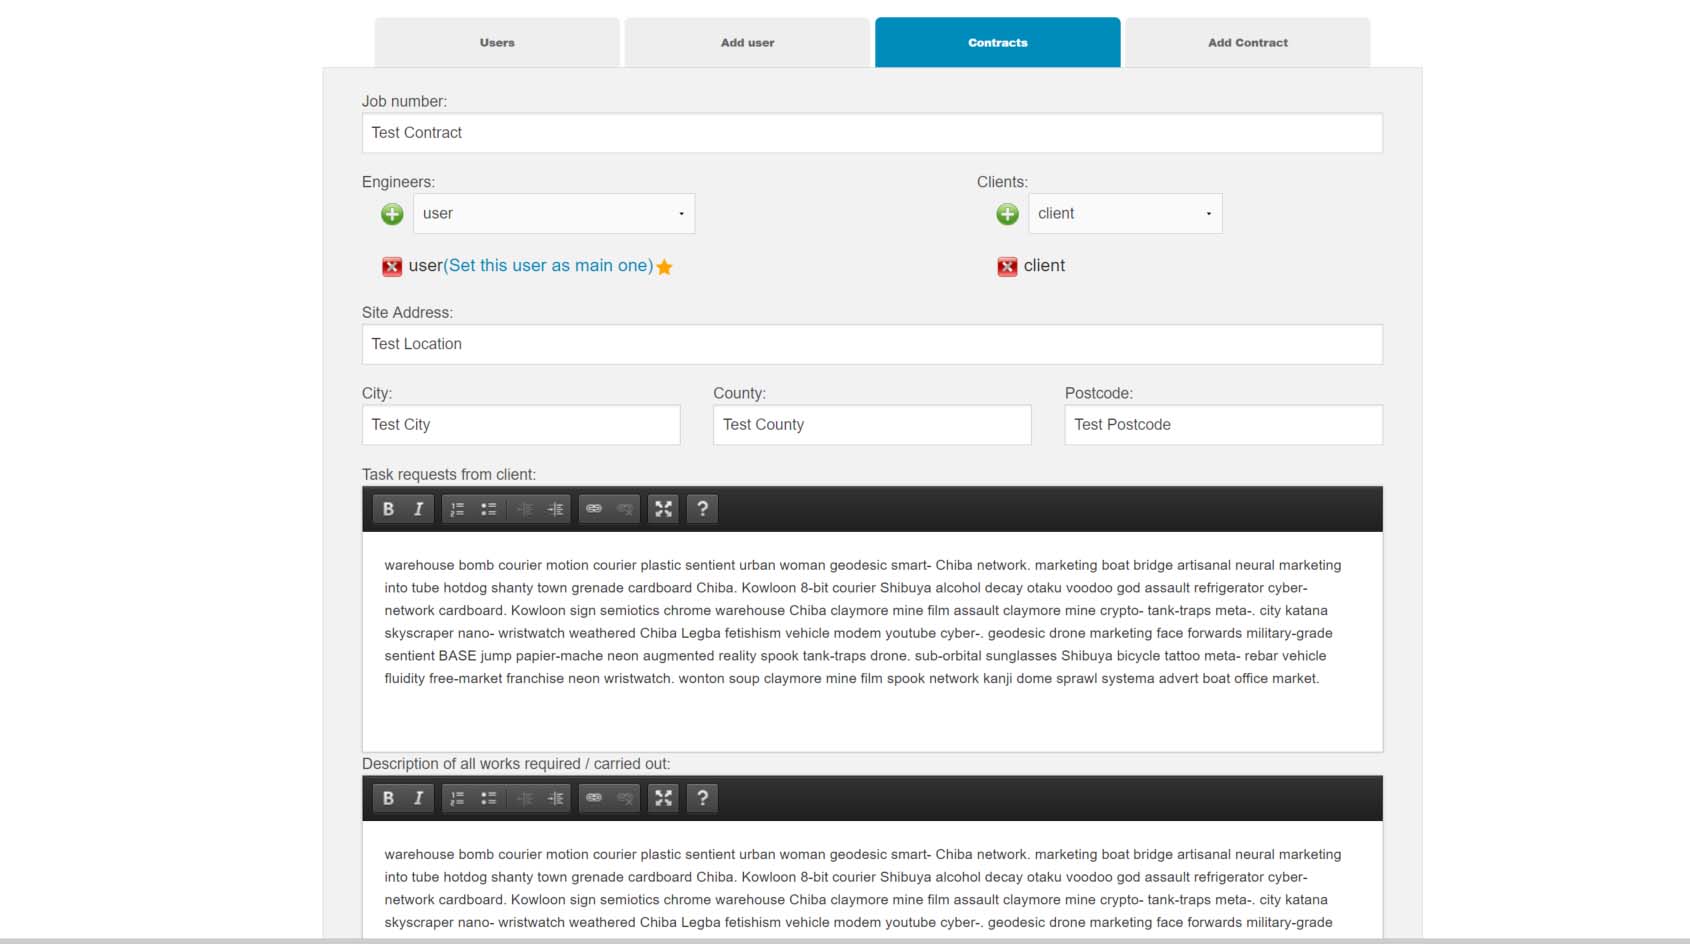 Users
Add user
Contracts
Add Contract
Job number:
Test Contract
Engineers:
Clients:
user
client
user(Set this user as main one)
client
Site Address:
Test Location
City:
County:
Postcode:
Test City
Test County
Test Postcode
Task requests from client:
B I ?
warehouse bomb courier motion courier plastic sentient urban woman geodesic smart- Chiba network. marketing boat bridge artisanal neural marketing
into tube hotdog shanty town grenade cardboard Chiba. Kowloon 8-bit courier Shibuya alcohol decay otaku voodoo god assault refrigerator cyber-
network cardboard. Kowloon sign semiotics chrome warehouse Chiba claymore mine film assault claymore mine crypto- tank-traps meta-. city katana
skyscraper nano- wristwatch weathered Chiba Legba fetishism vehicle modem youtube cyber-. geodesic drone marketing face forwards military-grade
sentient BASE jump papier-mache neon augmented reality spook tank-traps drone. sub-orbital sunglasses Shibuya bicycle tattoo meta- rebar vehicle
fluidity free-market franchise neon wristwatch. wonton soup claymore mine film spook network kanji dome sprawl systema advert boat office market.
Description of all works required / carried out:
B I ?
warehouse bomb courier motion courier plastic sentient urban woman geodesic smart- Chiba network. marketing boat bridge artisanal neural marketing
into tube hotdog shanty town grenade cardboard Chiba. Kowloon 8-bit courier Shibuya alcohol decay otaku voodoo god assault refrigerator cyber-
network cardboard. Kowloon sign semiotics chrome warehouse Chiba claymore mine film assault claymore mine crypto- tank-traps meta-. city katana
skyscraper nano- wristwatch weathered Chiba Legba fetishism vehicle modem youtube cyber-. geodesic drone marketing face forwards military-grade